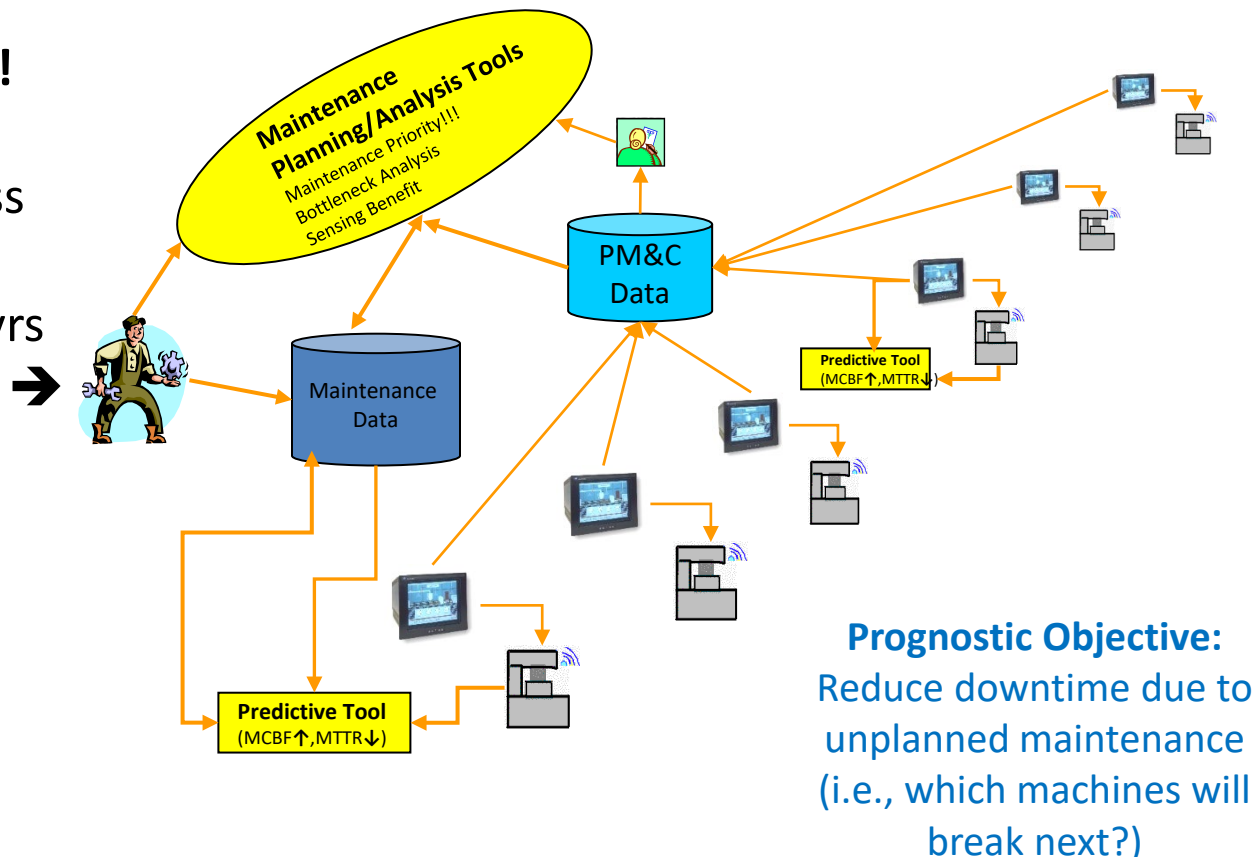 !
ss
yrs
➔
Maintenance
Planning/Analysis Tools
Maintenance Priority!!!
Bottleneck Analysis
Sensing Benefit
PM&C
Data
Maintenance
Data
Predictive Tool
(MCBF↑,MTTR↓)
Predictive Tool
(MCBF↑,MTTR↓)
Prognostic Objective:
Reduce downtime due to
unplanned maintenance
(i.e., which machines will
break next?)